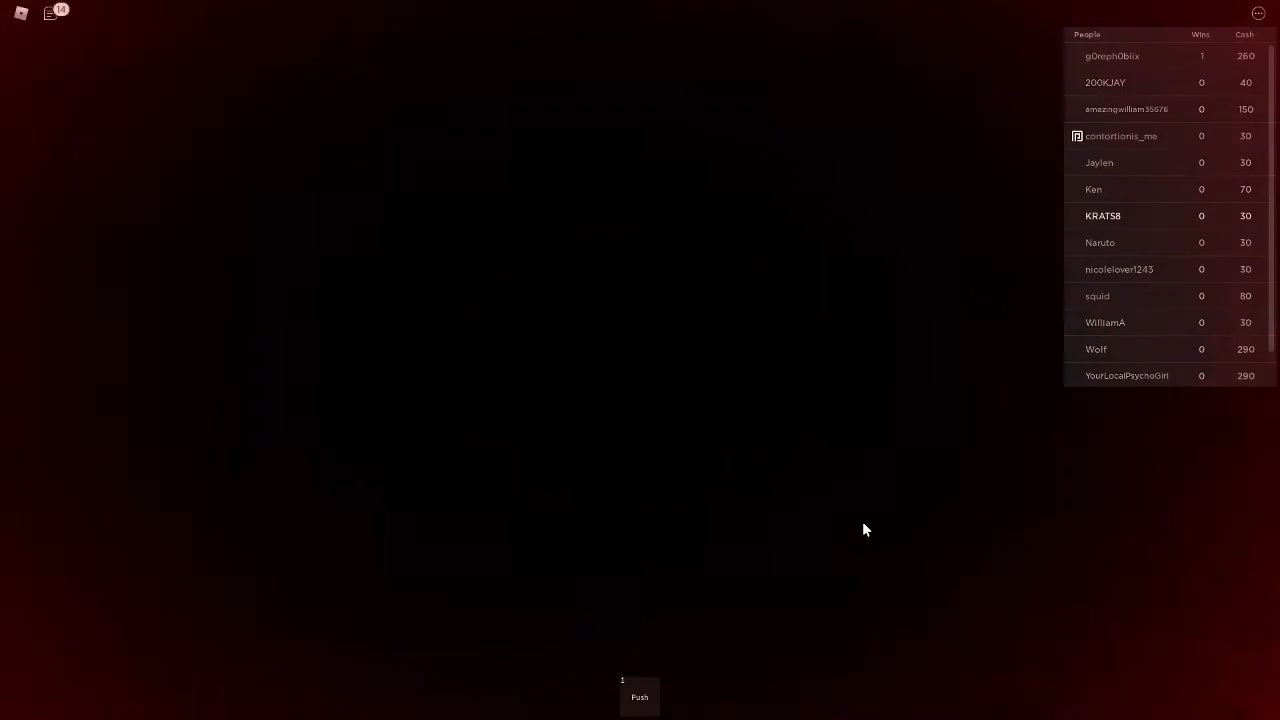 14
People Wins Cash
g0reph0biix 1 260
200KJAY 0 40
amazingwilliam35676 0 150
contortionis_me 0 30
Jaylen 0 30
Ken 0 70
KRATS8 0 30
Naruto 0 30
nicolelover1243 0 30
squid 0 80
WilliamA 0 30
Wolf 0 290
YourLocalPsychoGirl 0 290
1
Push